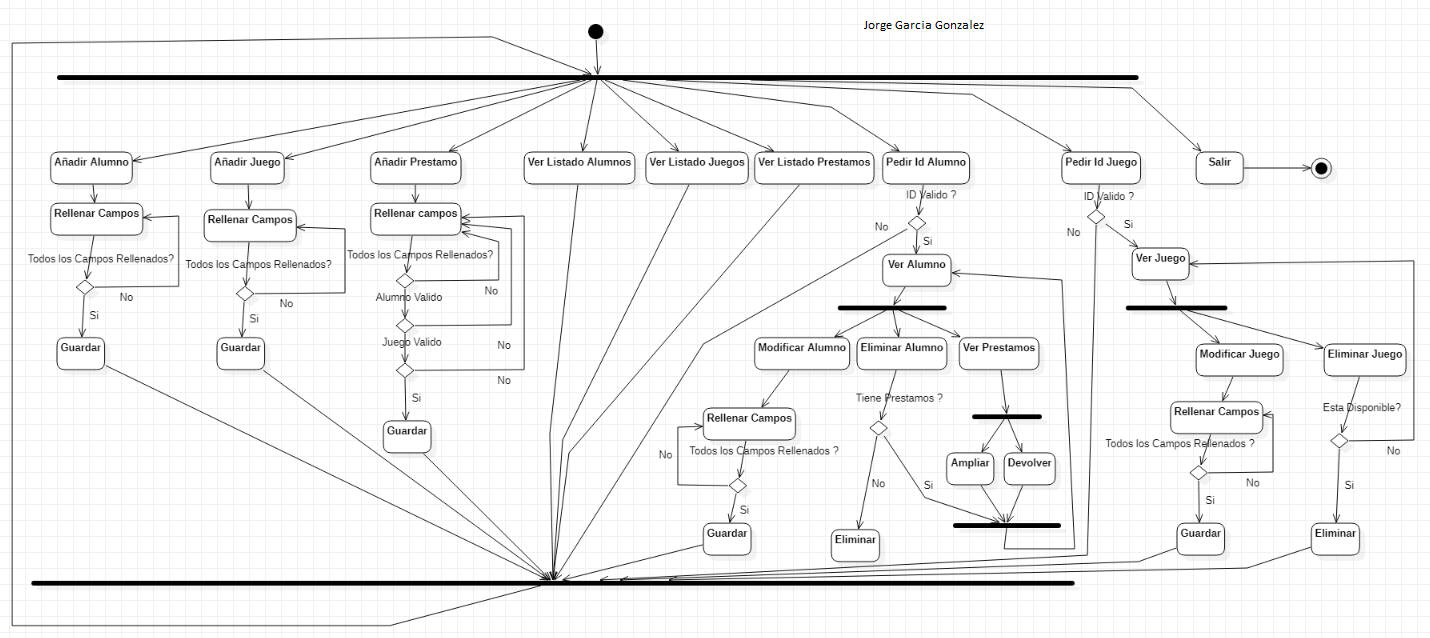 Jorge Garcia Gonzalez
Añadir Alumno
Añadir Juego
Añadir Prestamo
Ver Listado Alumnos
Ver Listado Juegos
Ver Listado Prestamos
Pedir Id Alumno
Pedir Id Juego
Salir
Rellenar Campos
Todos los Campos Rellenados?
No
Si
Guardar
Rellenar Campos
Todos los Campos Rellenados?
No
Si
Guardar
Rellenar campos
Todos los Campos Rellenados?
No
Alumno Valido
Juego Valido
No
No
Si
Guardar
ID Valido ?
No
Si
Ver Alumno
Modificar Alumno
Eliminar Alumno
Ver Prestamos
Rellenar Campos
Todos los Campos Rellenados ?
No
Si
Guardar
Tiene Prestamos ?
No
Si
Eliminar
Ampliar
Devolver
ID Valido ?
No
Si
Ver Juego
Modificar Juego
Eliminar Juego
Rellenar Campos
Todos los Campos Rellenados ?
No
Si
Guardar
Esta Disponible?
No
Si
Eliminar